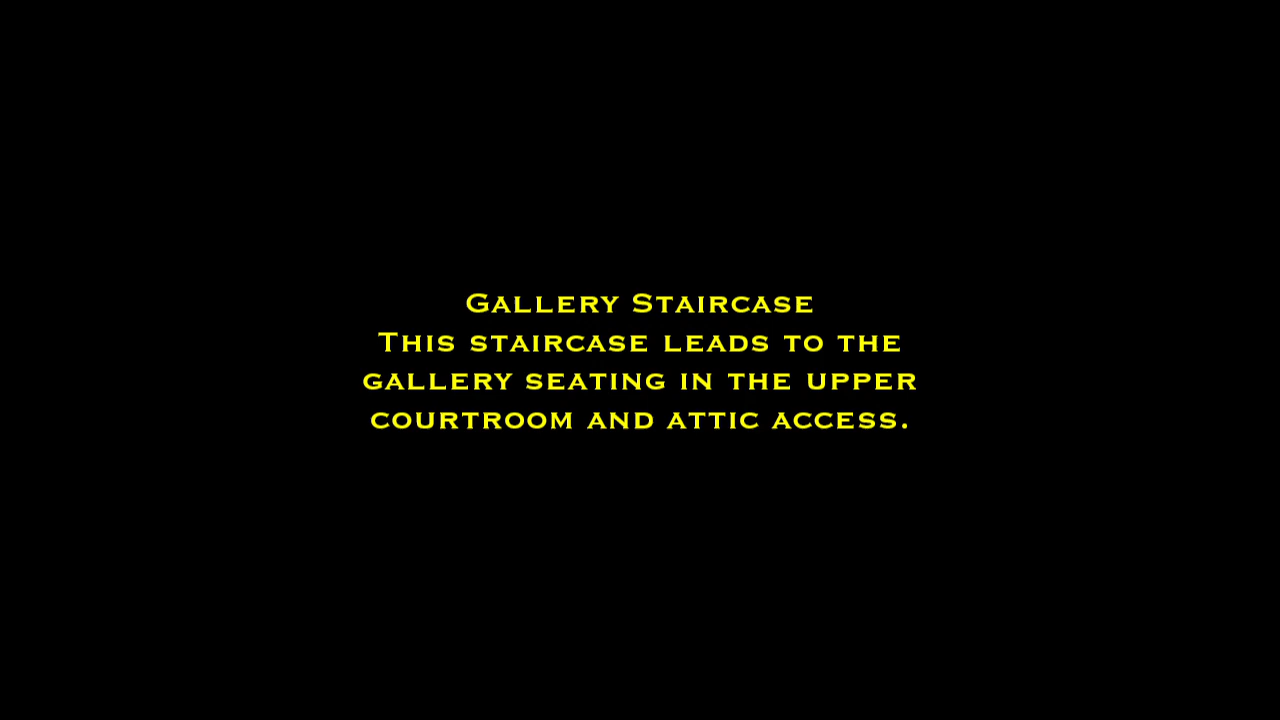 Gallery Staircase
This staircase leads to the
gallery seating in the upper
courtroom and attic access.